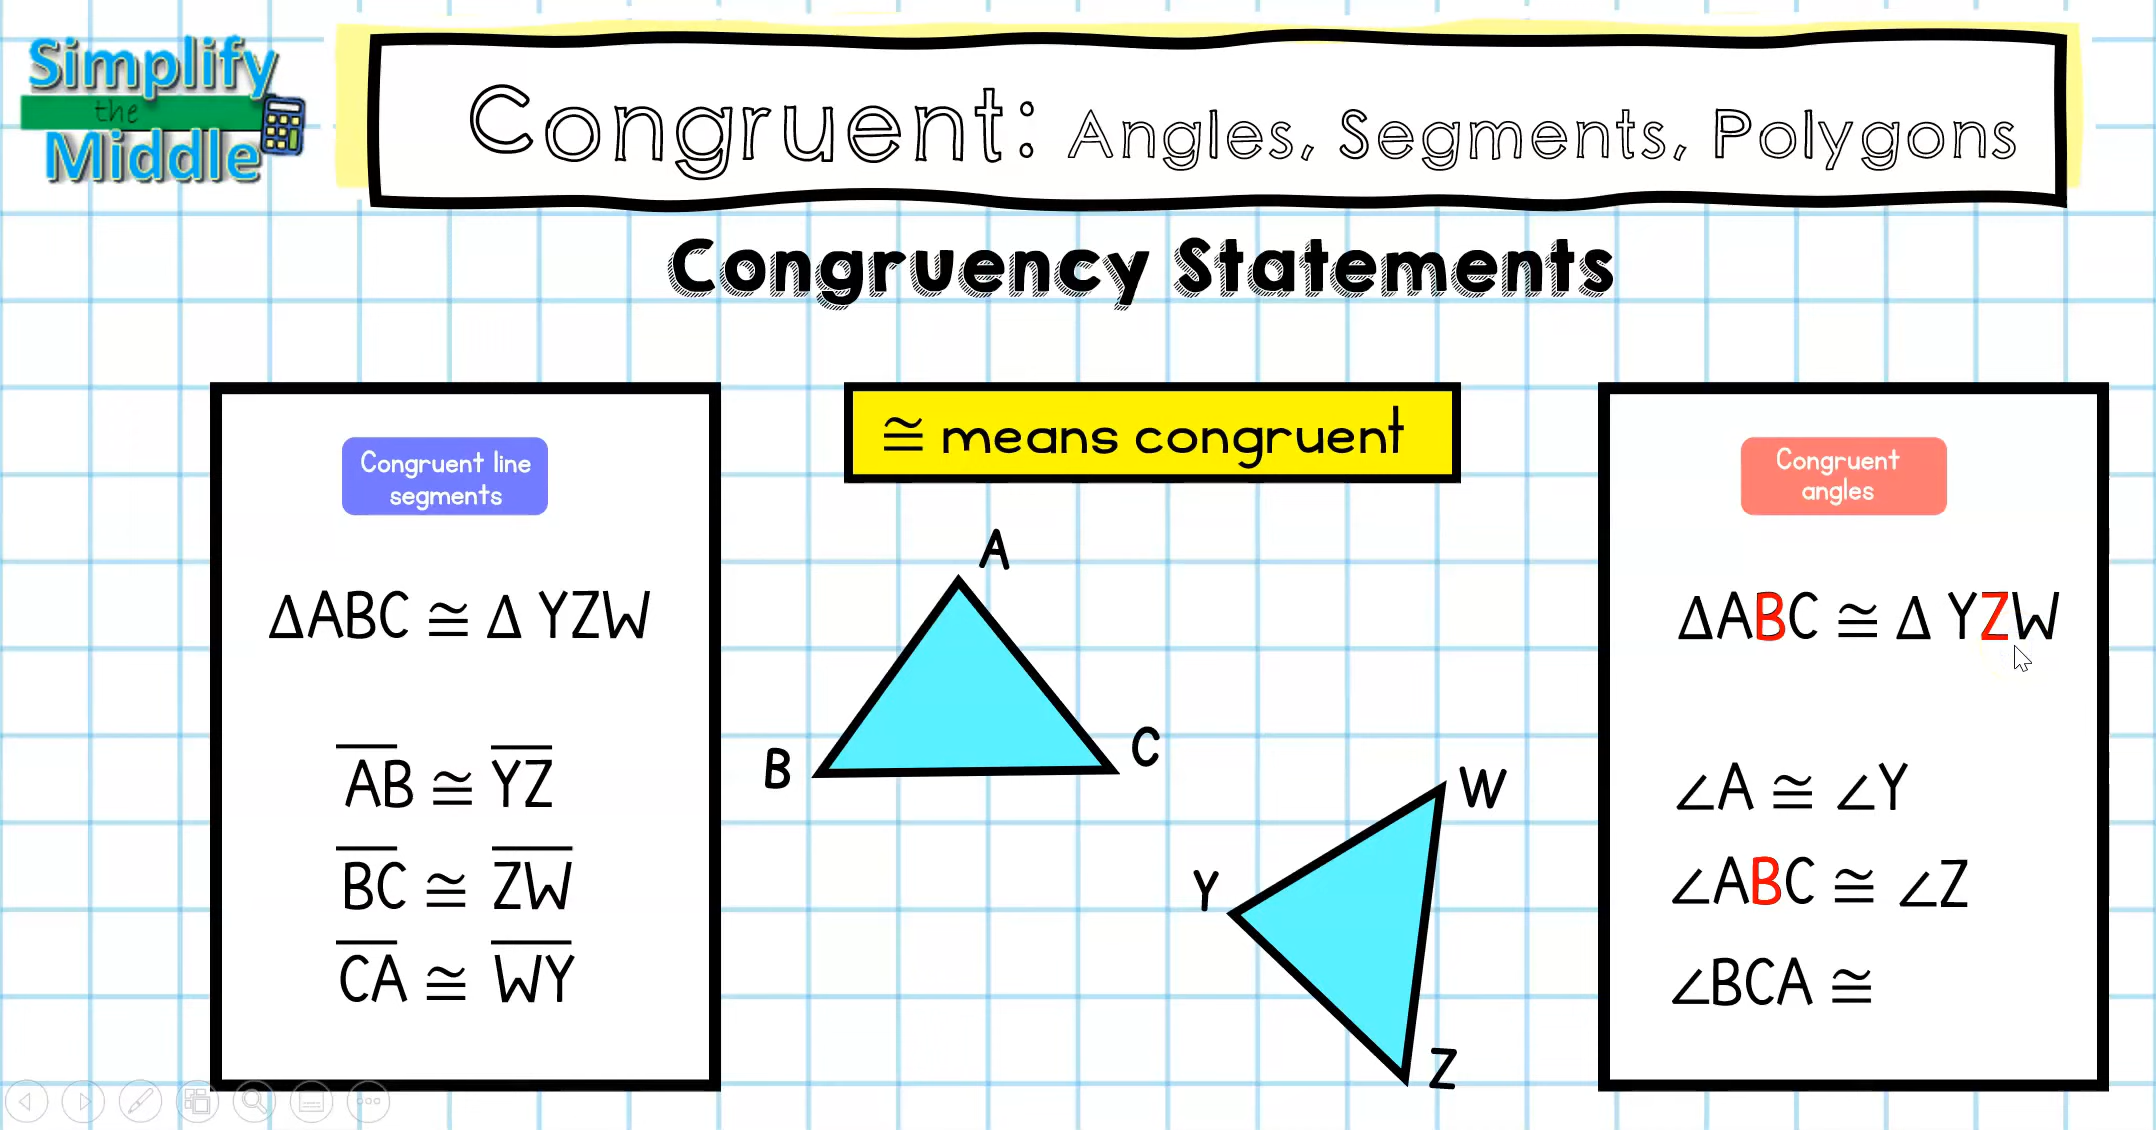 Simplify
the
Middle
Congruent: Angles, Segments, Polygons
Congruency Statements
Congruent line
segments
ΔABC ≅ Δ YZW
AB ≅ YZ
BC ≅ ZW
CA ≅ WY
≅ means congruent
A
B
C
W
Y
Z
Congruent
angles
ΔABC ≅ Δ YZW
∠A ≅ ∠Y
∠ABC ≅ ∠Z
∠BCA ≅